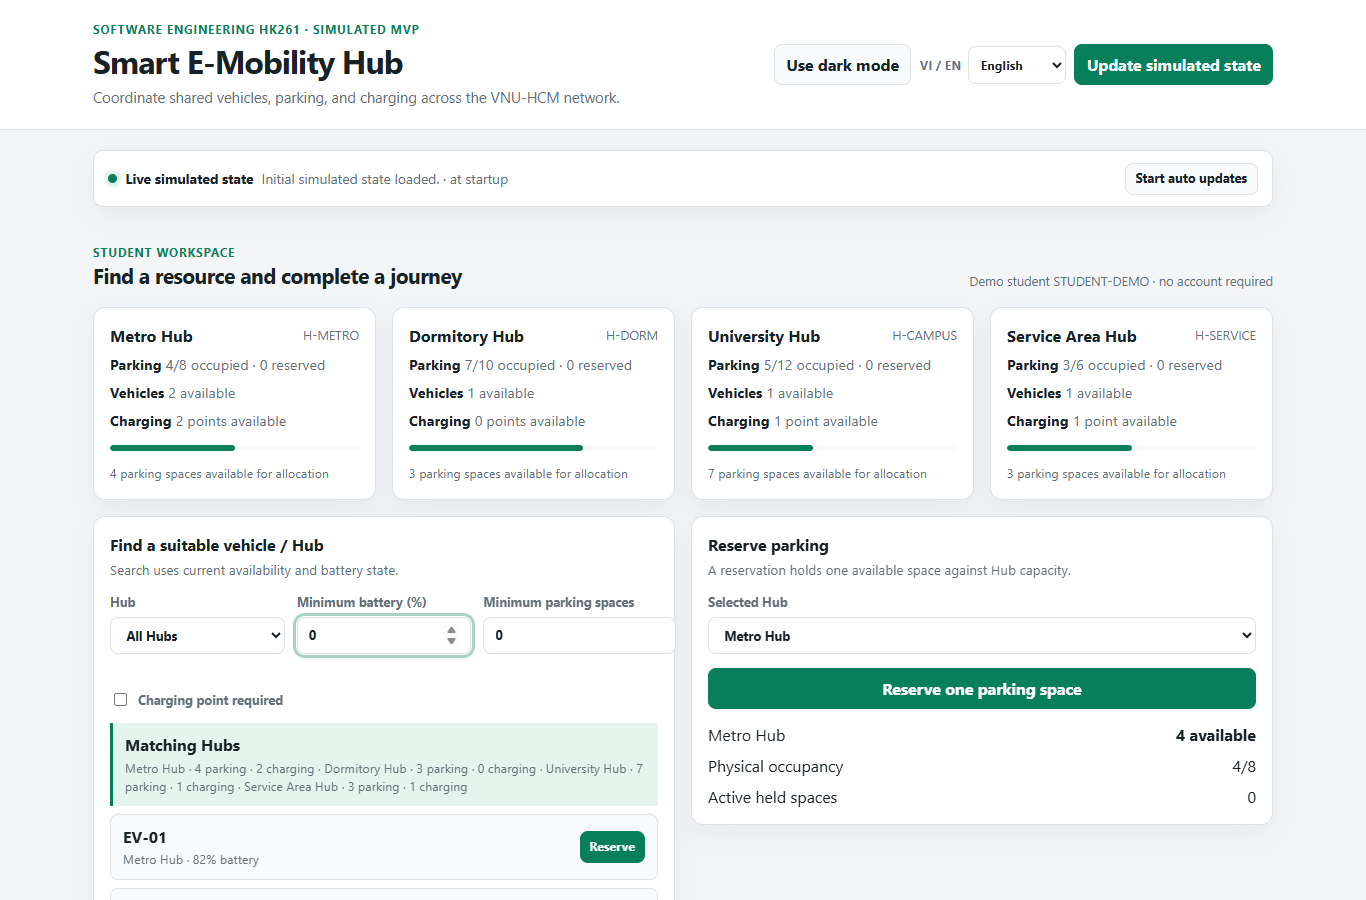 SOFTWARE ENGINEERING HK261 · SIMULATED MVP
Smart E-Mobility Hub
Coordinate shared vehicles, parking, and charging across the VNU-HCM network.
Use dark mode
VI / EN
English
Update simulated state
Live simulated state Initial simulated state loaded. · at startup
Start auto updates
STUDENT WORKSPACE
Find a resource and complete a journey
Demo student STUDENT-DEMO · no account required
Metro Hub H-METRO
Parking 4/8 occupied · 0 reserved
Vehicles 2 available
Charging 2 points available
4 parking spaces available for allocation
Dormitory Hub H-DORM
Parking 7/10 occupied · 0 reserved
Vehicles 1 available
Charging 0 points available
3 parking spaces available for allocation
University Hub H-CAMPUS
Parking 5/12 occupied · 0 reserved
Vehicles 1 available
Charging 1 point available
7 parking spaces available for allocation
Service Area Hub H-SERVICE
Parking 3/6 occupied · 0 reserved
Vehicles 1 available
Charging 1 point available
3 parking spaces available for allocation
Find a suitable vehicle / Hub
Search uses current availability and battery state.
Hub
All Hubs
Minimum battery (%)
0
Minimum parking spaces
0
Charging point required
Matching Hubs
Metro Hub · 4 parking · 2 charging · Dormitory Hub · 3 parking · 0 charging · University Hub · 7
parking · 1 charging · Service Area Hub · 3 parking · 1 charging
EV-01
Metro Hub · 82% battery
Reserve
Reserve parking
A reservation holds one available space against Hub capacity.
Selected Hub
Metro Hub
Reserve one parking space
Metro Hub 4 available
Physical occupancy 4/8
Active held spaces 0